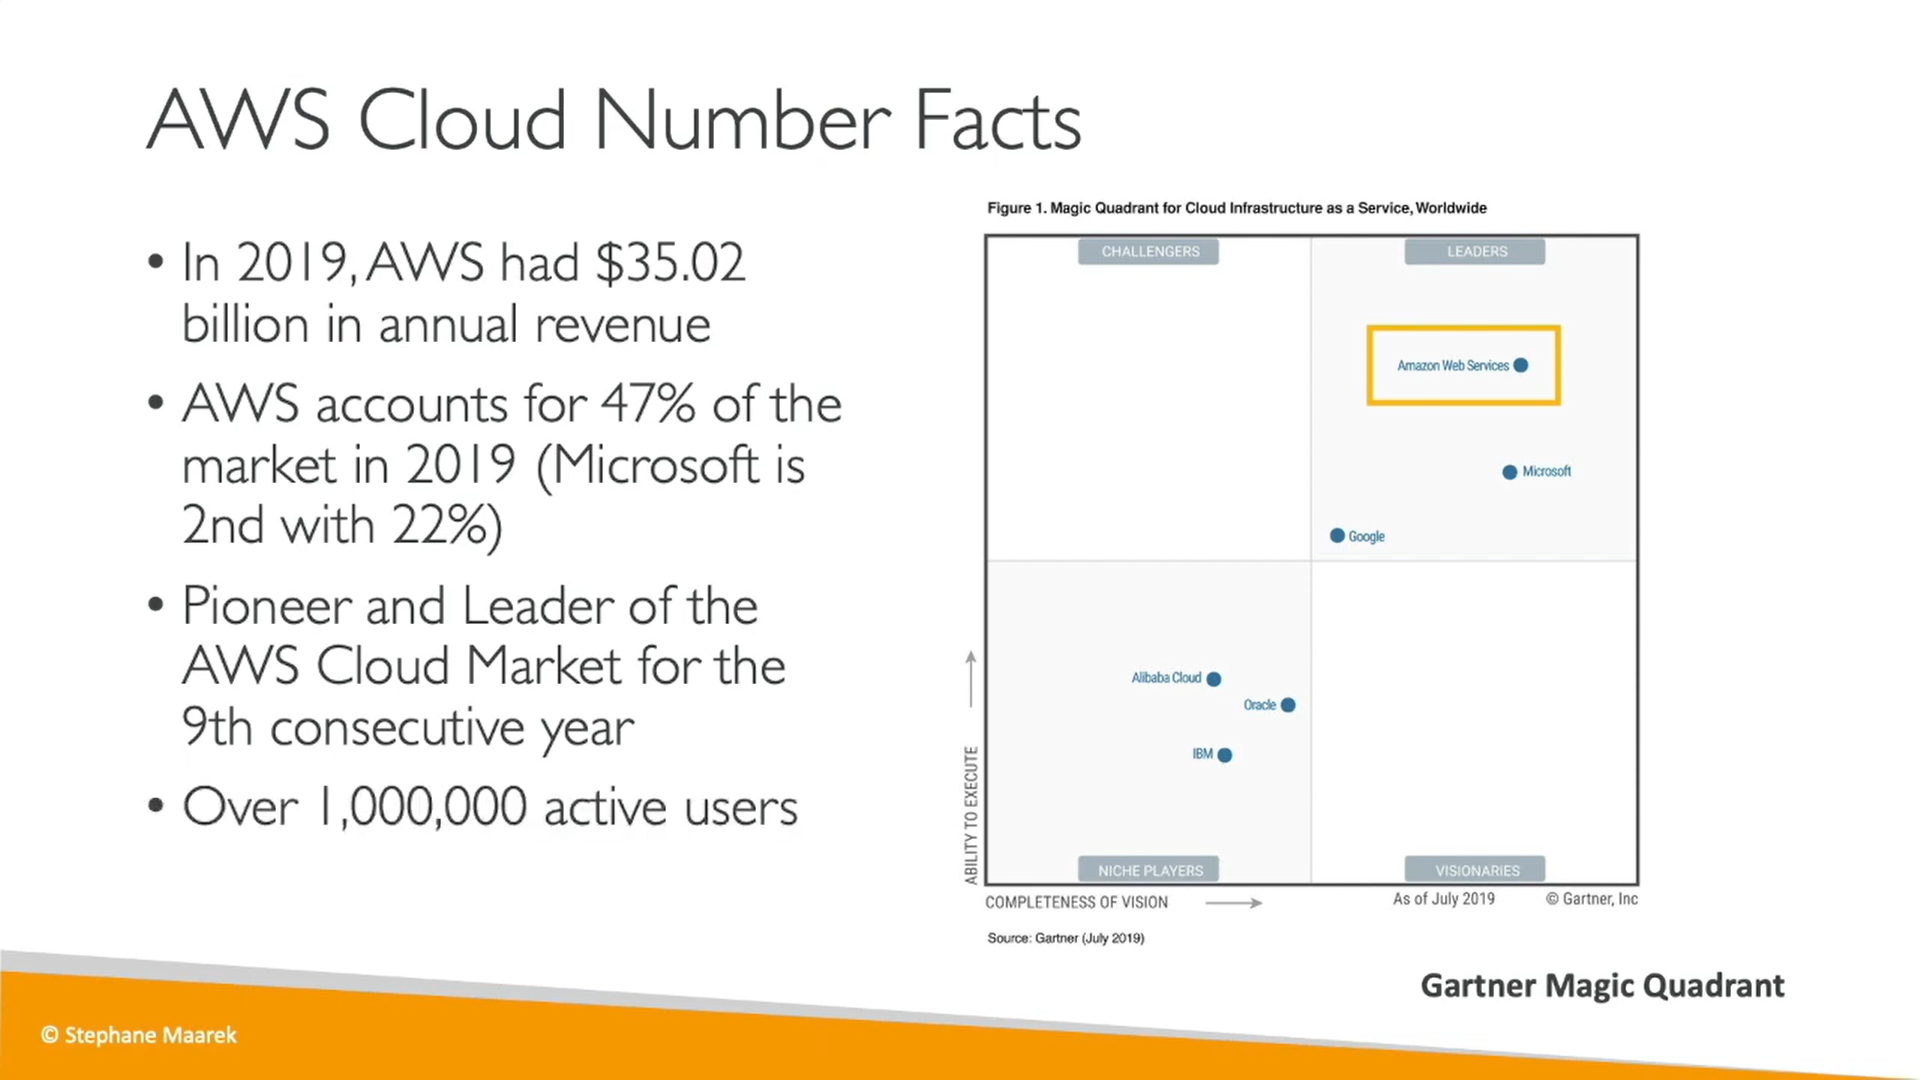 AWS Cloud Number Facts
• In 2019, AWS had $35.02
billion in annual revenue
• AWS accounts for 47% of the
market in 2019 (Microsoft is
2nd with 22%)
• Pioneer and Leader of the
AWS Cloud Market for the
9th consecutive year
• Over 1,000,000 active users
Figure 1. Magic Quadrant for Cloud Infrastructure as a Service, Worldwide
CHALLENGERS
LEADERS
Amazon Web Services
Microsoft
Google
Alibaba Cloud
Oracle
IBM
NICHE PLAYERS
VISIONARIES
ABILITY TO EXECUTE
COMPLETENESS OF VISION
As of July 2019
© Gartner, Inc
Source: Gartner (July 2019)
Gartner Magic Quadrant
© Stephane Maarek